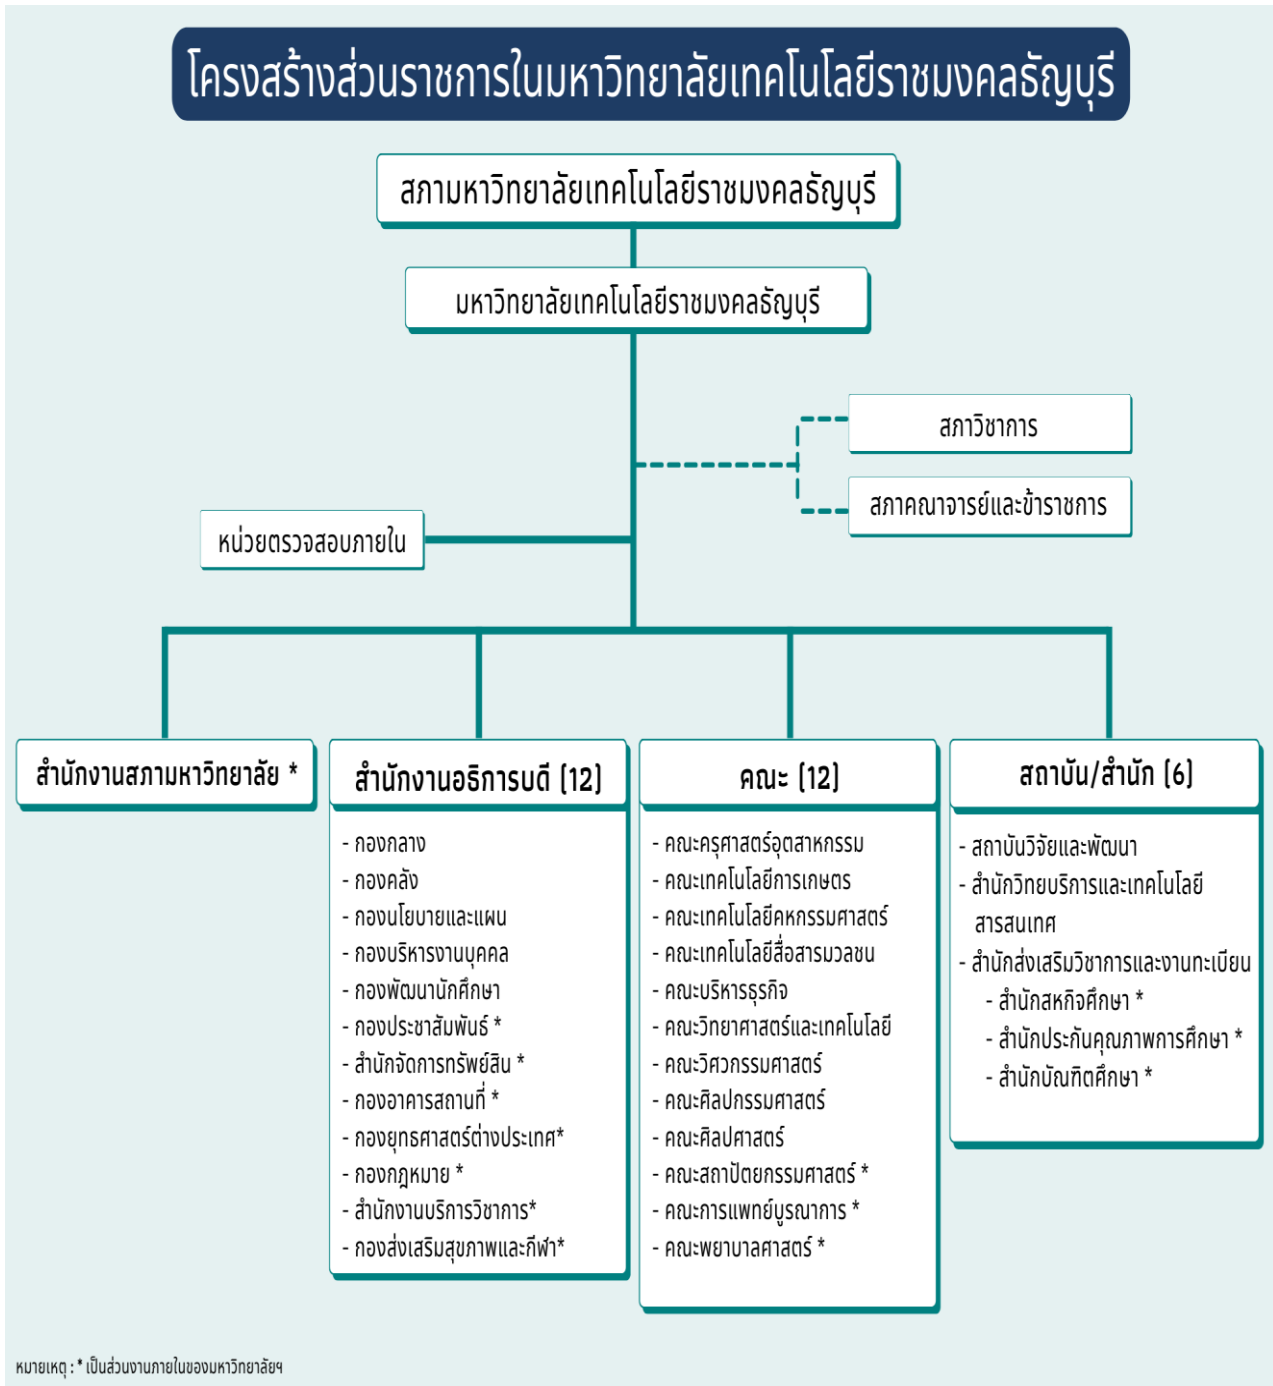 โครงสร้างส่วนราชการในมหาวิทยาลัยเทคโนโลยีราชมงคลธัญบุรี
สภามหาวิทยาลัยเทคโนโลยีราชมงคลธัญบุรี
มหาวิทยาลัยเทคโนโลยีราชมงคลธัญบุรี
สภาวิชาการ
สภาคณาจารย์และข้าราชการ
หน่วยตรวจสอบภายใน
สำนักงานสภามหาวิทยาลัย *
สำนักงานอธิการบดี (12)
- กองกลาง
- กองคลัง
- กองนโยบายและแผน
- กองบริหารงานบุคคล
- กองพัฒนานักศึกษา
- กองประชาสัมพันธ์ *
- สำนักจัดการทรัพย์สิน *
- กองอาคารสถานที่ *
- กองยุทธศาสตร์ต่างประเทศ*
- กองกฎหมาย *
- สำนักงานบริการวิชาการ*
- กองส่งเสริมสุขภาพและกีฬา*
คณะ (12)
- คณะครุศาสตร์อุตสาหกรรม
- คณะเทคโนโลยีการเกษตร
- คณะเทคโนโลยีคหกรรมศาสตร์
- คณะเทคโนโลยีสื่อสารมวลชน
- คณะบริหารธุรกิจ
- คณะวิทยาศาสตร์และเทคโนโลยี
- คณะวิศวกรรมศาสตร์
- คณะศิลปกรรมศาสตร์
- คณะศิลปศาสตร์
- คณะสถาปัตยกรรมศาสตร์ *
- คณะการแพทย์บูรณาการ *
- คณะพยาบาลศาสตร์ *
สถาบัน/สำนัก (6)
- สถาบันวิจัยและพัฒนา
- สำนักวิทยบริการและเทคโนโลยี
สารสนเทศ
- สำนักส่งเสริมวิชาการและงานทะเบียน
- สำนักสหกิจศึกษา *
- สำนักประกันคุณภาพการศึกษา *
- สำนักบัณฑิตศึกษา *
หมายเหตุ : * เป็นส่วนงานภายในของมหาวิทยาลัยฯ